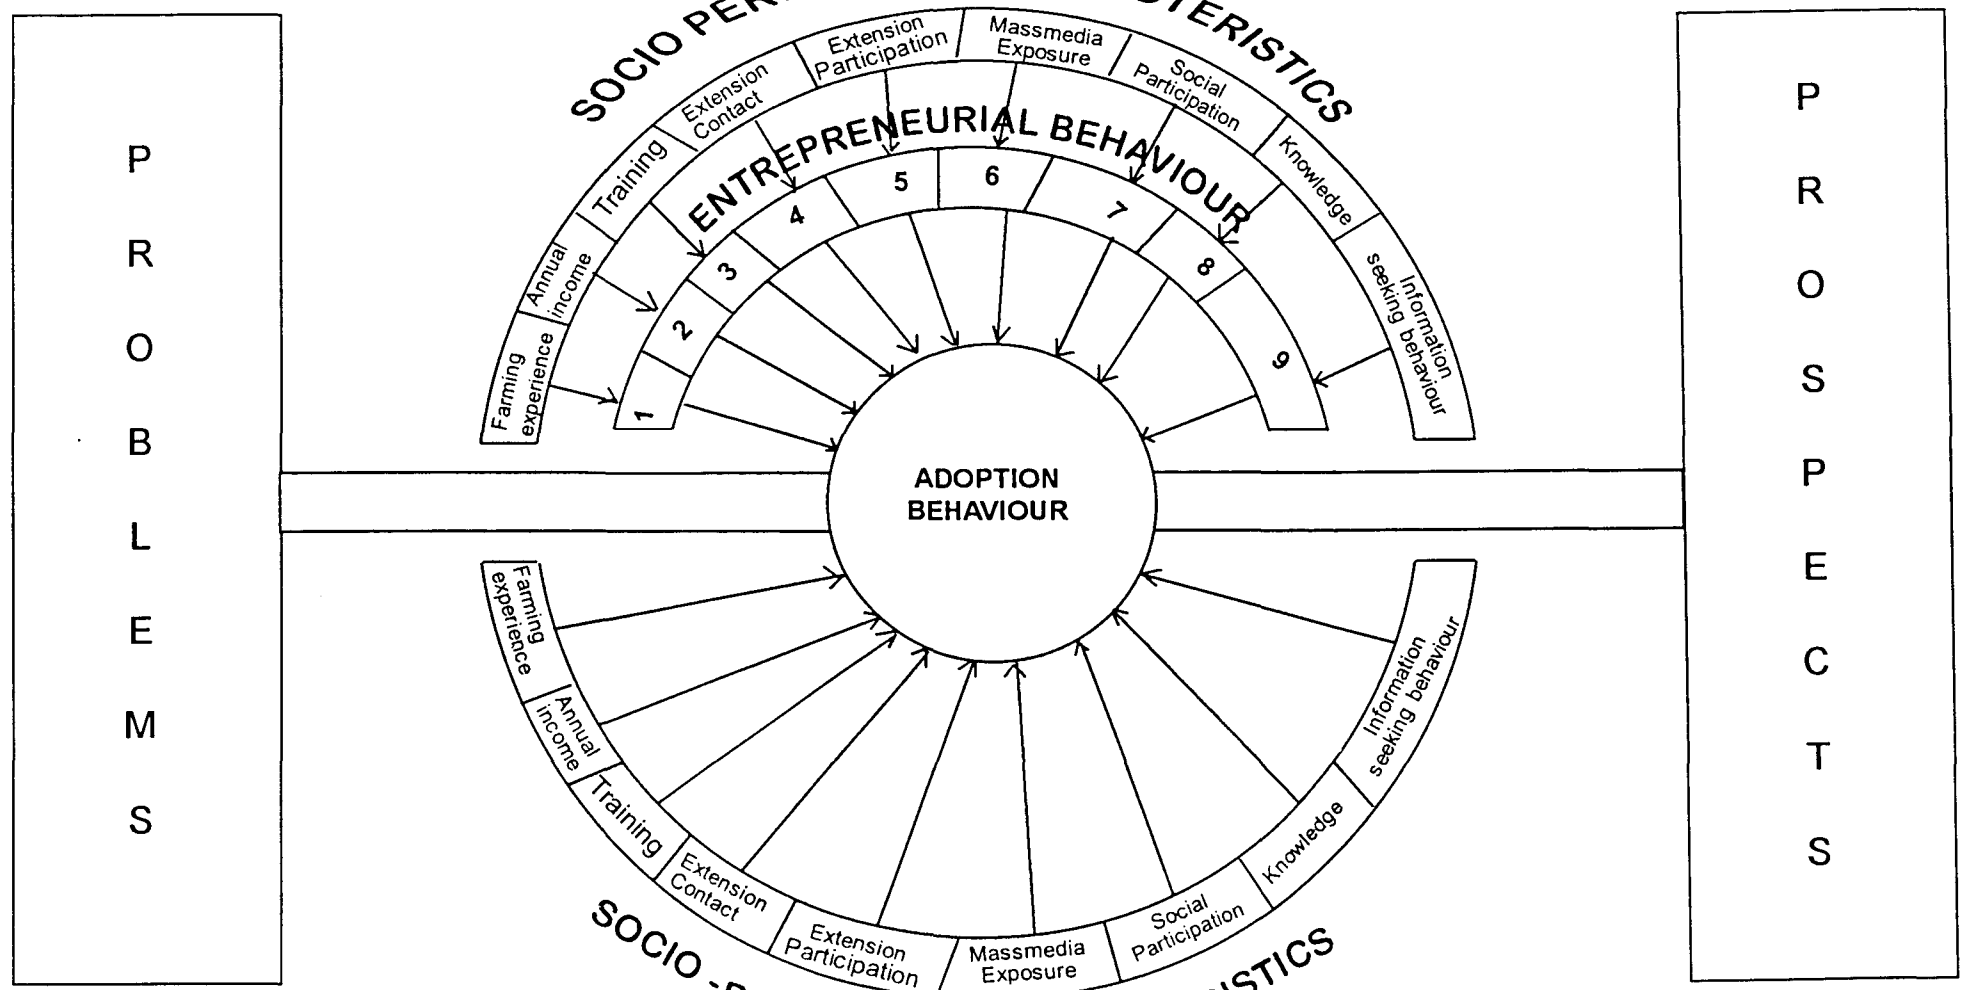 SOCIO
TERISTICS
Farming
experience
Annual
income
Training
Extension
Contact
Extension
Participation
Massmedia
Exposure
Social
Participation
Knowledge
Information
seeking behaviour
ENTREPRENEURIAL BEHAVIOUR
1
2
3
4
5
6
7
8
9
PROBLEMS
ADOPTION
BEHAVIOUR
PROSPECTS
Farming
experience
Annual
income
Training
Extension
Contact
Extension
Participation
Massmedia
Exposure
Social
Participation
Knowledge
Information
seeking behaviour
SOCIO -
ISTICS